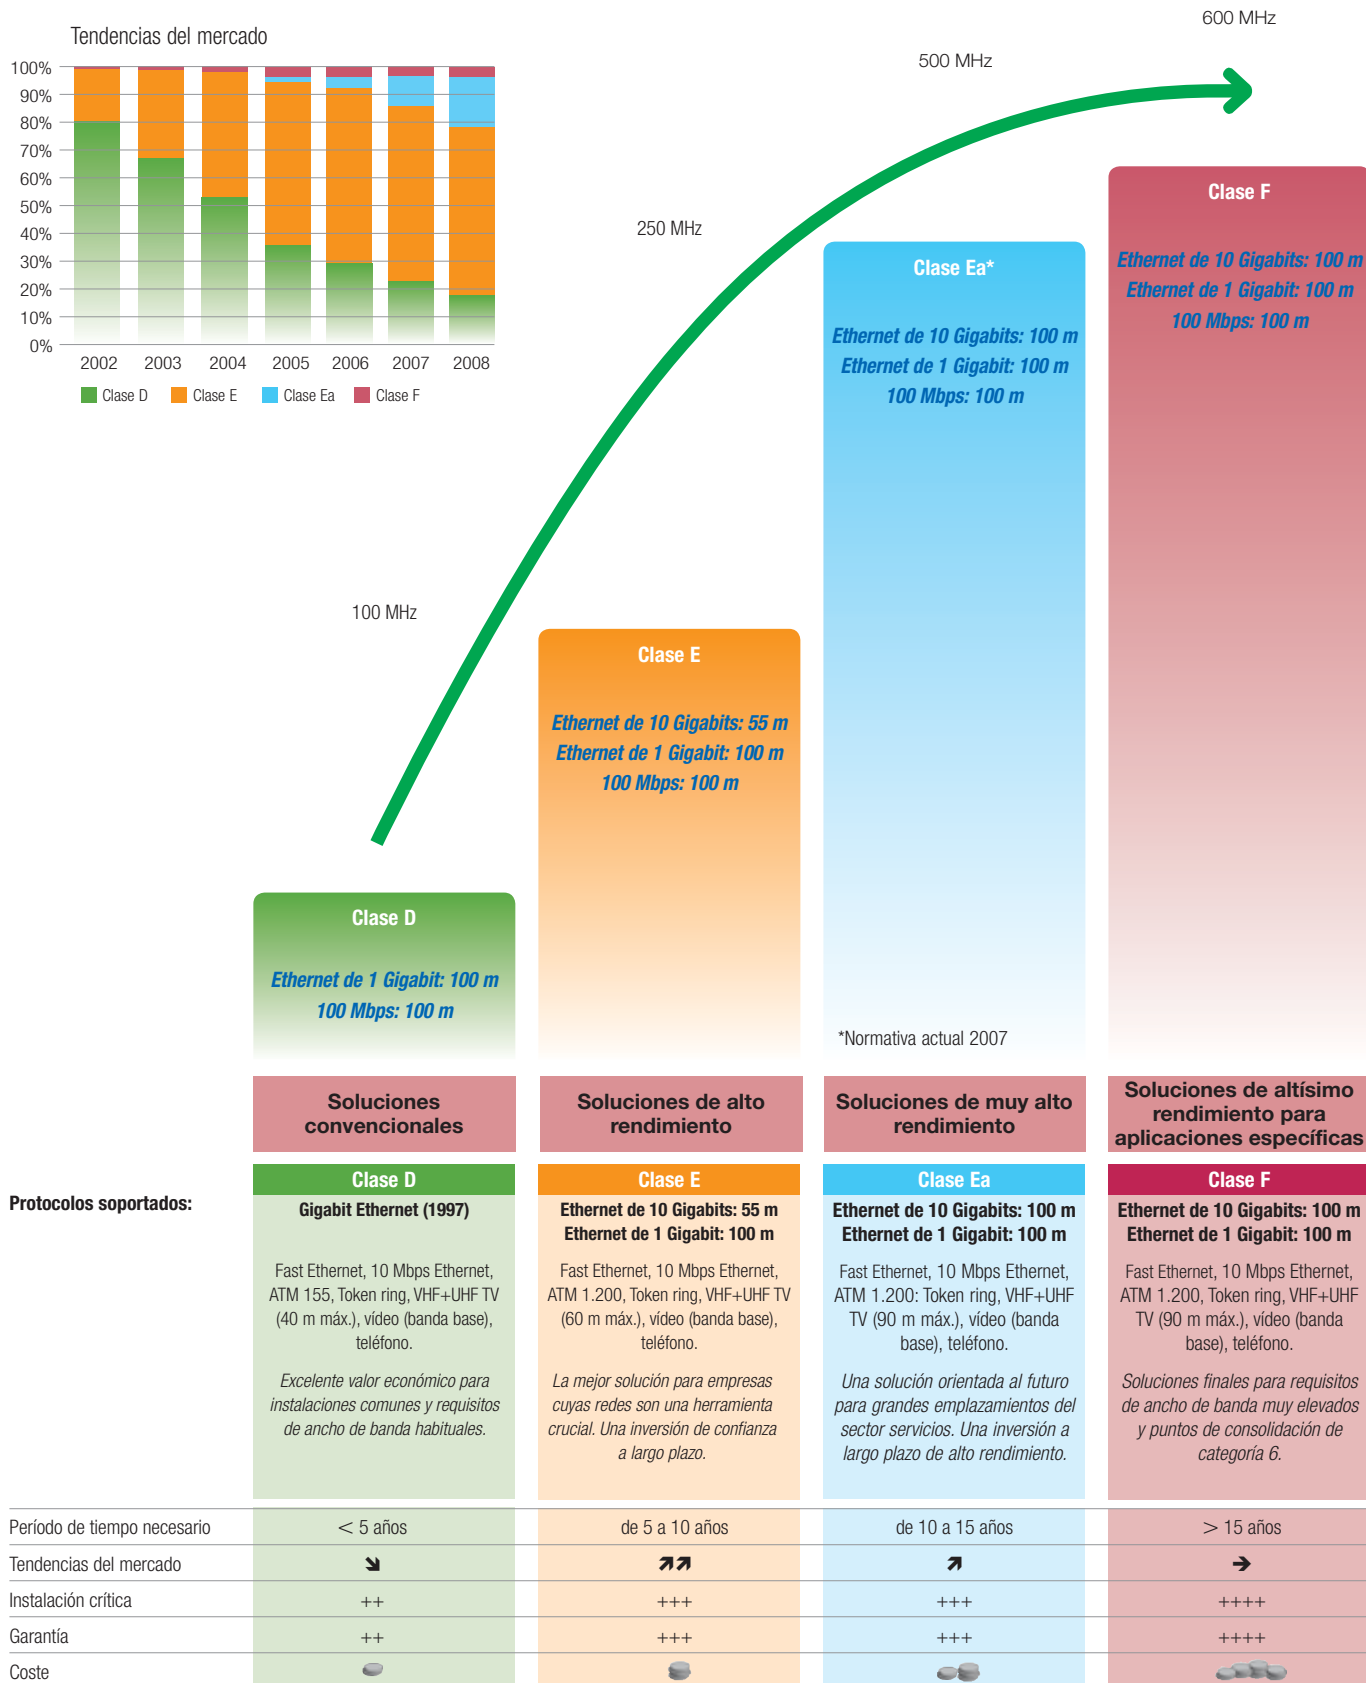 Tendencias del mercado
100%
90%
80%
70%
60%
50%
40%
30%
20%
10%
0%
2002 2003 2004 2005 2006 2007 2008
Clase D Clase E Clase Ea Clase F
600 MHz
500 MHz
250 MHz
100 MHz
Clase F
Ethernet de 10 Gigabits: 100 m
Ethernet de 1 Gigabit: 100 m
100 Mbps: 100 m
Clase Ea*
Ethernet de 10 Gigabits: 100 m
Ethernet de 1 Gigabit: 100 m
100 Mbps: 100 m
*Normativa actual 2007
Clase E
Ethernet de 10 Gigabits: 55 m
Ethernet de 1 Gigabit: 100 m
100 Mbps: 100 m
Clase D
Ethernet de 1 Gigabit: 100 m
100 Mbps: 100 m
Soluciones
convencionales
Soluciones de alto
rendimiento
Soluciones de muy alto
rendimiento
Soluciones de altísimo
rendimiento para
aplicaciones específicas
Protocolos soportados:
Clase D
Gigabit Ethernet (1997)
Fast Ethernet, 10 Mbps Ethernet,
ATM 155, Token ring, VHF+UHF TV
(40 m máx.), vídeo (banda base),
teléfono.
Excelente valor económico para
instalaciones comunes y requisitos
de ancho de banda habituales.
Clase E
Ethernet de 10 Gigabits: 55 m
Ethernet de 1 Gigabit: 100 m
Fast Ethernet, 10 Mbps Ethernet,
ATM 1.200, Token ring, VHF+UHF TV
(60 m máx.), vídeo (banda base),
teléfono.
La mejor solución para empresas
cuyas redes son una herramienta
crucial. Una inversión de confianza
a largo plazo.
Clase Ea
Ethernet de 10 Gigabits: 100 m
Ethernet de 1 Gigabit: 100 m
Fast Ethernet, 10 Mbps Ethernet,
ATM 1.200: Token ring, VHF+UHF
TV (90 m máx.), vídeo (banda
base), teléfono.
Una solución orientada al futuro
para grandes emplazamientos del
sector servicios. Una inversión a
largo plazo de alto rendimiento.
Clase F
Ethernet de 10 Gigabits: 100 m
Ethernet de 1 Gigabit: 100 m
Fast Ethernet, 10 Mbps Ethernet,
ATM 1.200, Token ring, VHF+UHF
TV (90 m máx.), vídeo (banda
base), teléfono.
Soluciones finales para requisitos
de ancho de banda muy elevados
y puntos de consolidación de
categoría 6.
Período de tiempo necesario < 5 años de 5 a 10 años de 10 a 15 años > 15 años
Tendencias del mercado ➘ ➚➚ ➚ ➔
Instalación crítica ++ +++ +++ ++++
Garantía ++ +++ +++ ++++
Coste